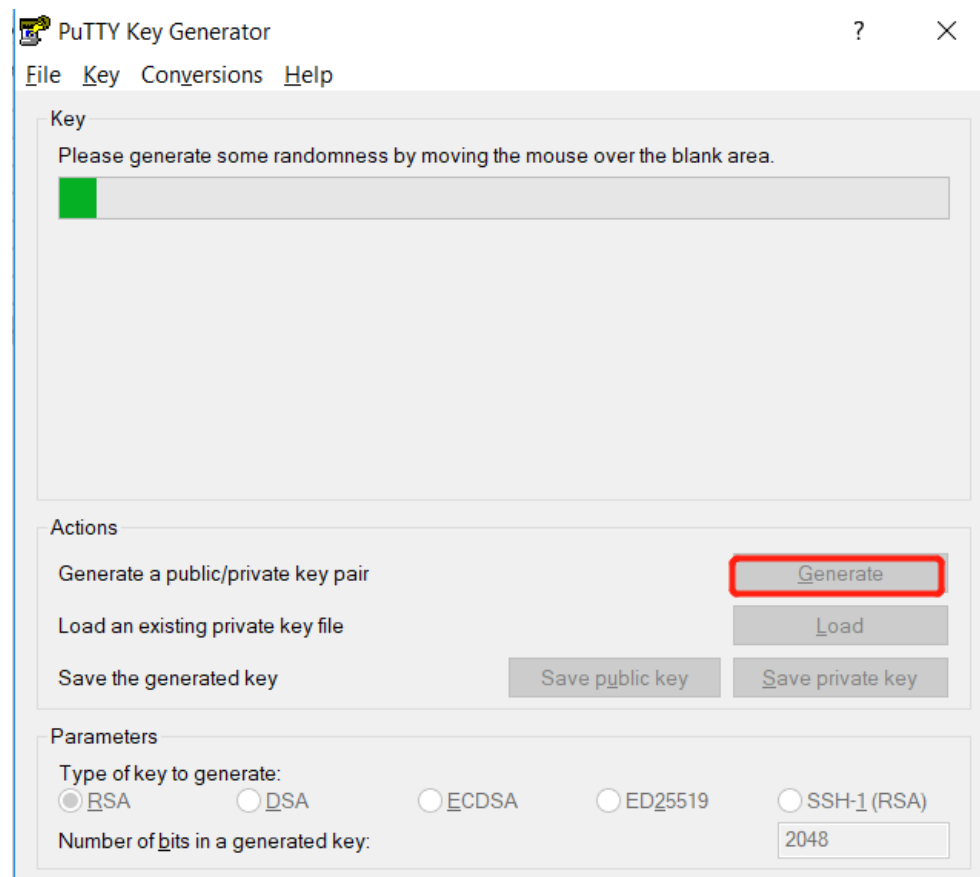 PuTTY Key Generator ?
File Key Conversions Help
Key
Please generate some randomness by moving the mouse over the blank area.
Actions
Generate a public/private key pair Generate
Load an existing private key file Load
Save the generated key Save public key Save private key
Parameters
Type of key to generate:
RSA DSA ECDSA ED25519 SSH-1 (RSA)
Number of bits in a generated key: 2048